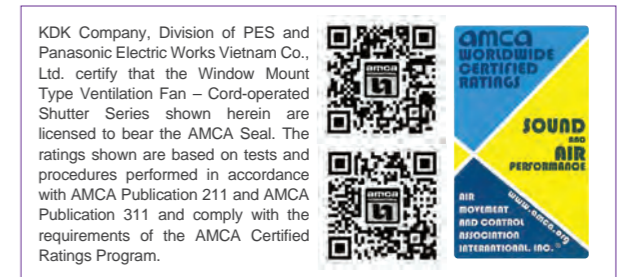 KDK Company, Division of PES and
Panasonic Electric Works Vietnam Co.,
Ltd. certify that the Window Mount
Type Ventilation Fan – Cord-operated
Shutter Series shown herein are
licensed to bear the AMCA Seal. The
ratings shown are based on tests and
procedures performed in accordance
with AMCA Publication 211 and AMCA
Publication 311 and comply with the
requirements of the AMCA Certified
Ratings Program.
amca
amca
amca
WORLDWIDE
CERTIFIED
RATINGS
SOUND
AND
AIR
PERFORMANCE
AIR
MOVEMENT
AND CONTROL
ASSOCIATION
INTERNATIONAL, INC.®
www.amca.org